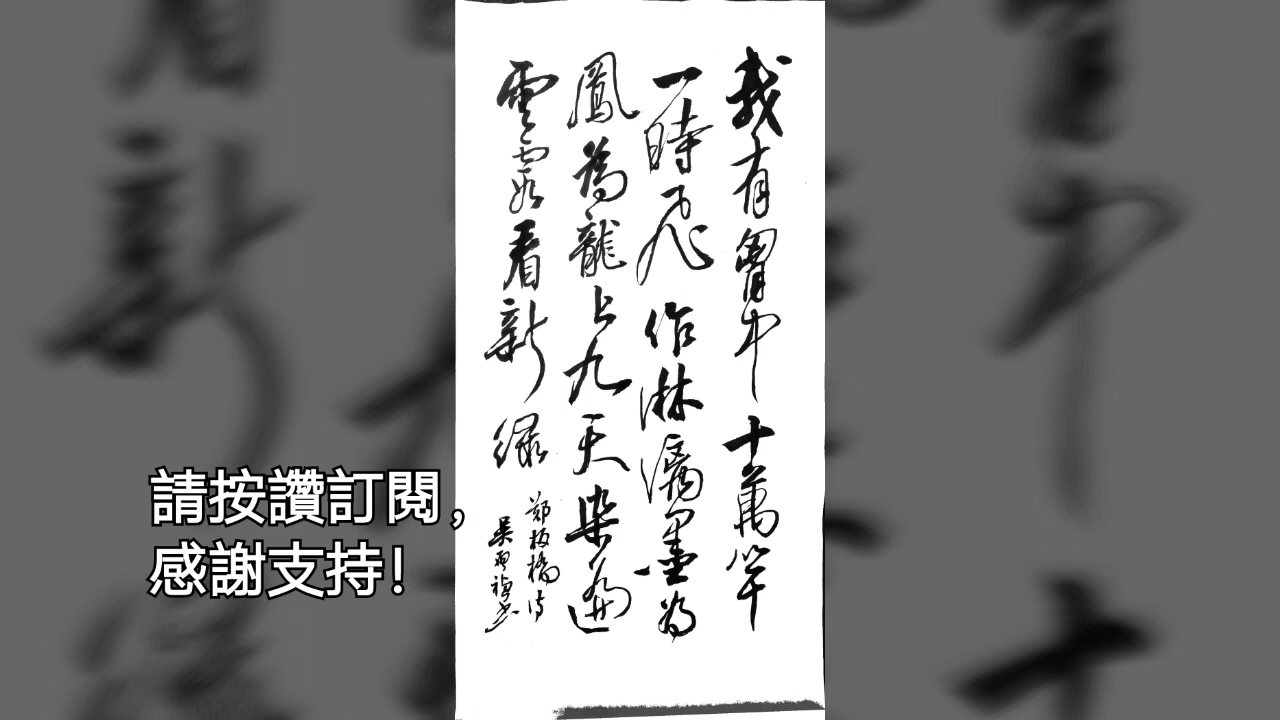 我有胷中十萬竿
一時飛作淋漓墨為
鳳為龍上九天染遍
雲霞看新綠
鄭板橋詩
請按讚訂閱,
感謝支持!